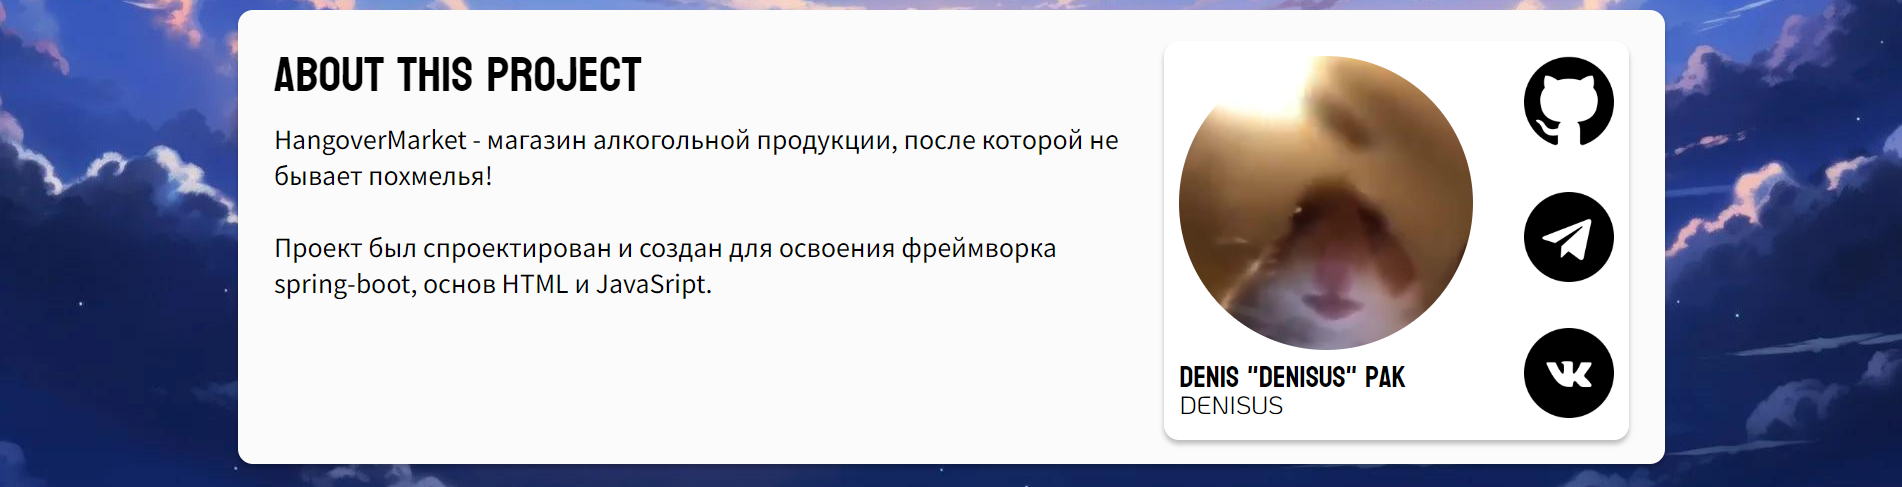 ABOUT THIS PROJECT
HangoverMarket - магазин алкогольной продукции, после которой не
бывает похмелья!
Проект был спроектирован и создан для освоения фреймворка
spring-boot, основ HTML и JavaSript.
DENIS "DENISUS" PAK
DENISUS